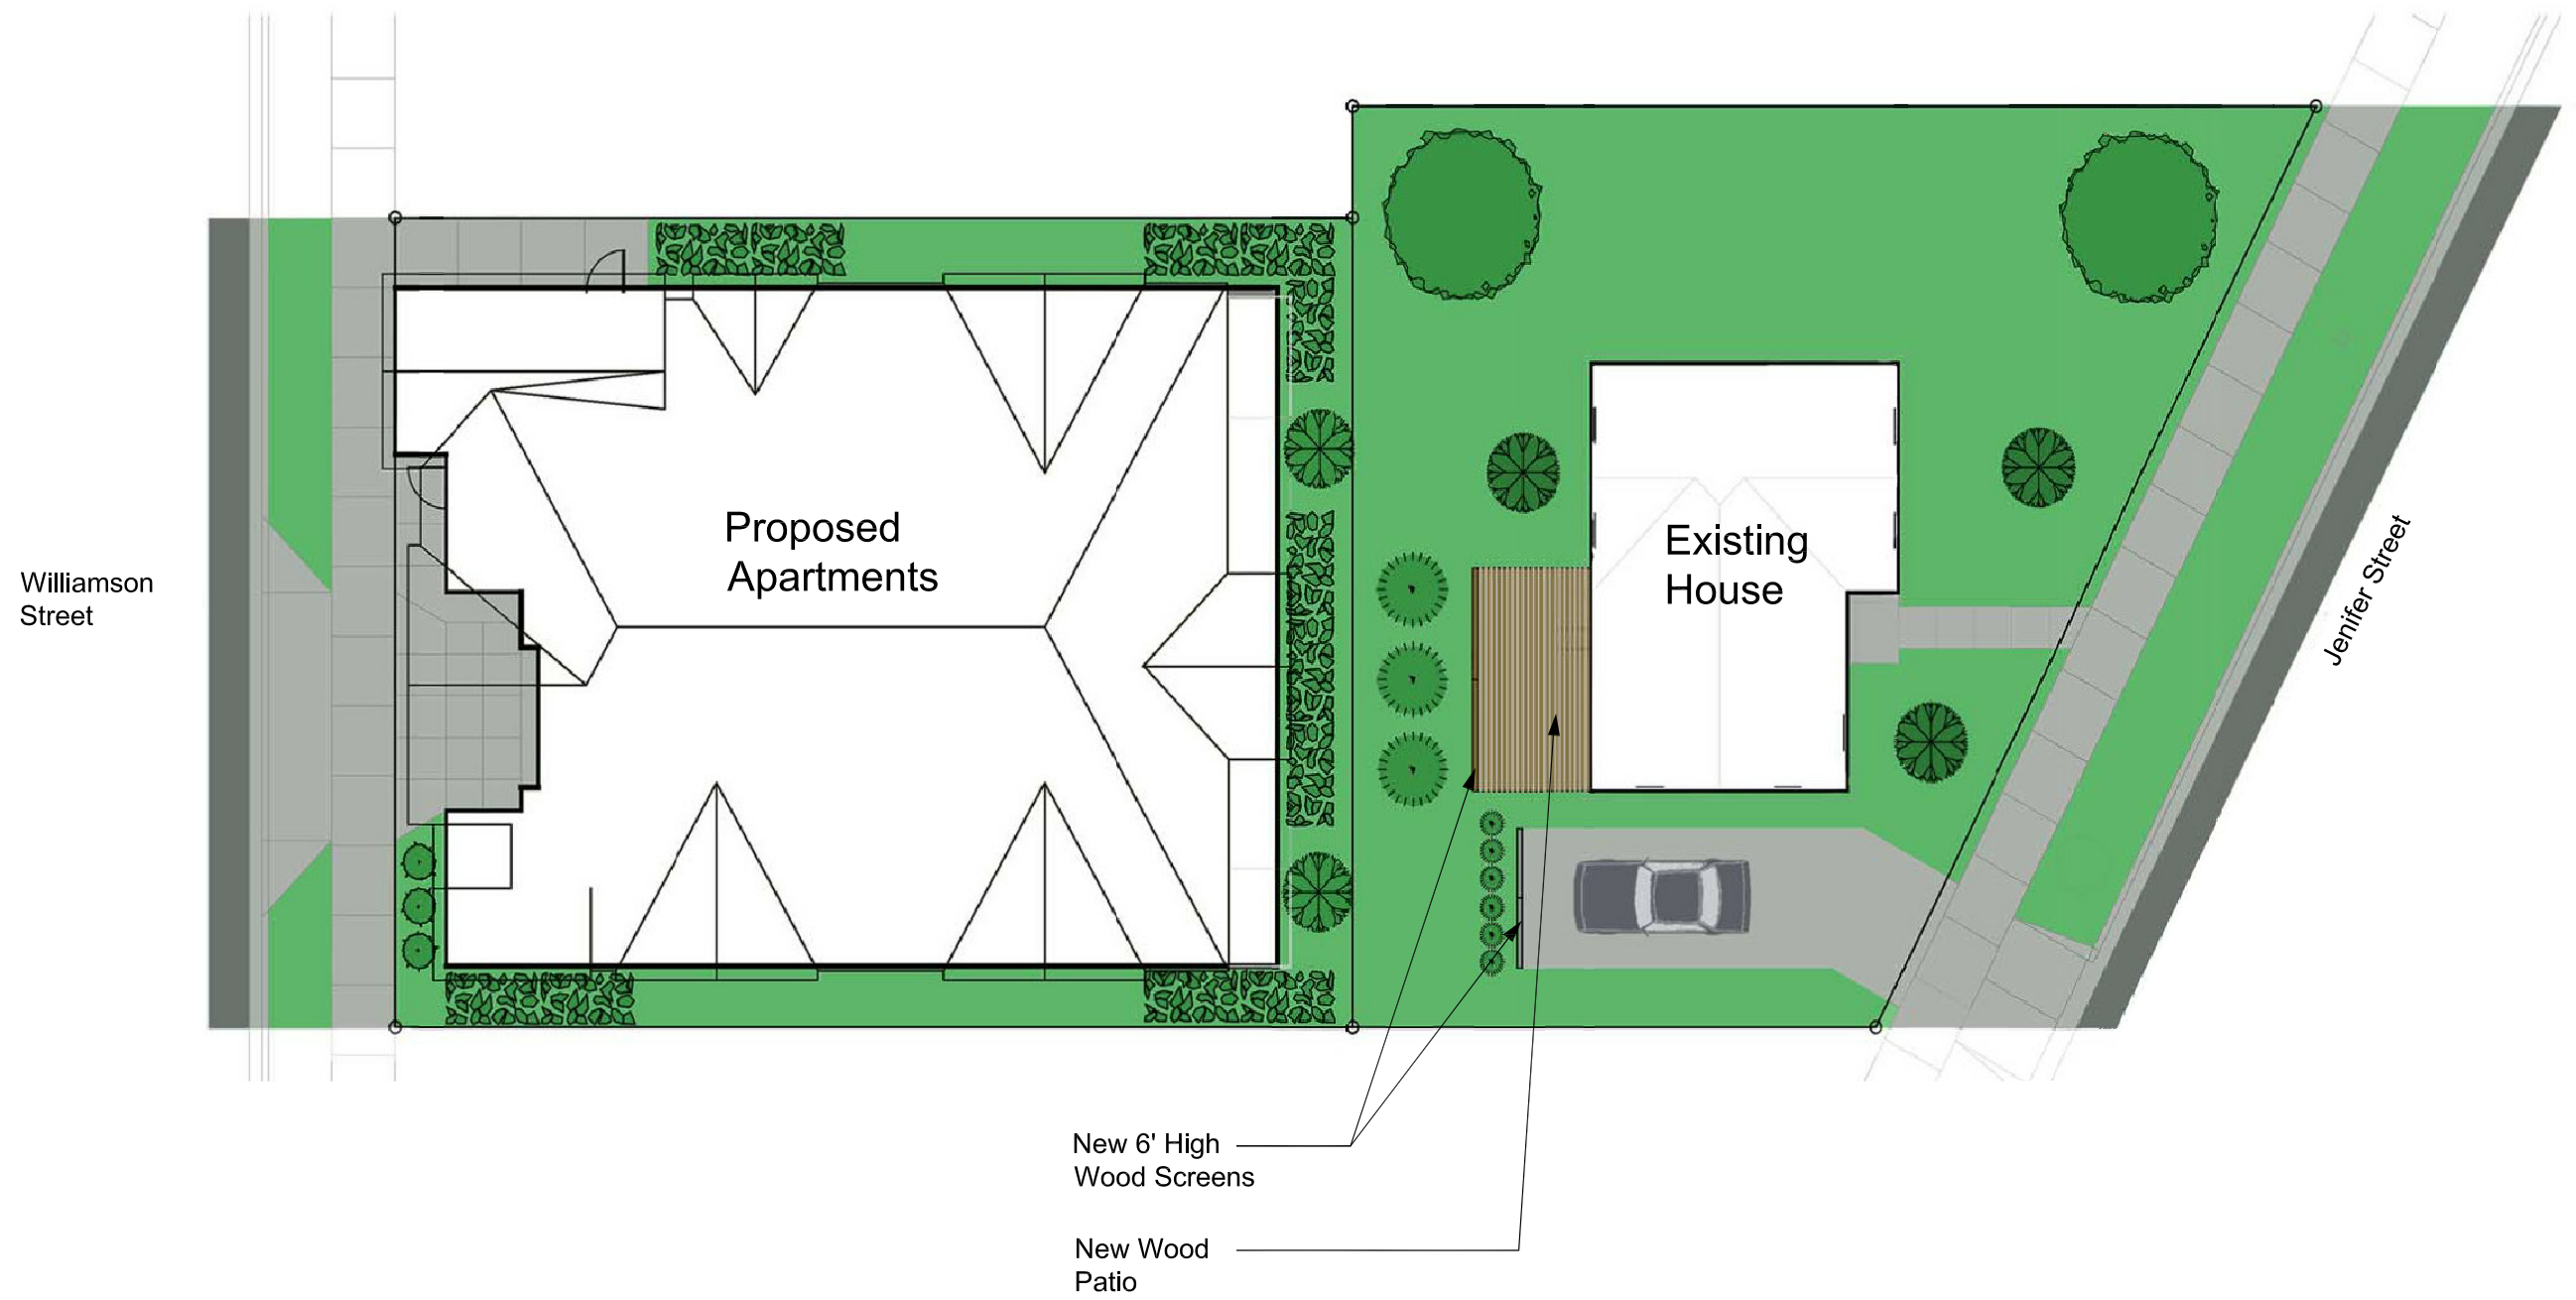 Proposed
Apartments
Existing
House
Williamson
Street
Jenifer Street
New 6' High
Wood Screens
New Wood
Patio